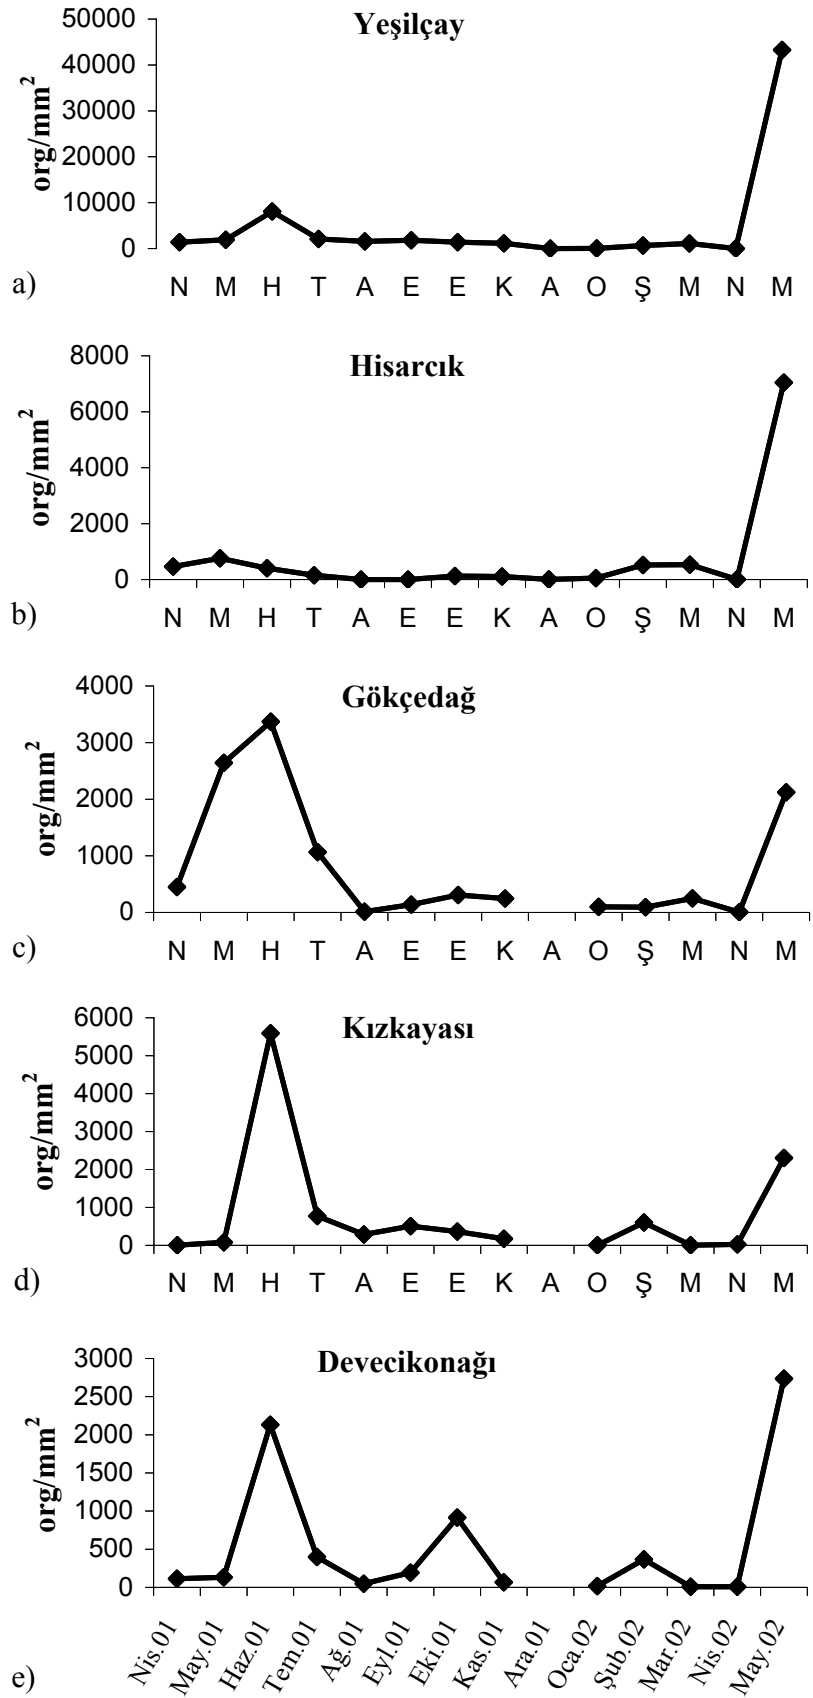 Yeşilçay
50000
40000
30000
20000
10000
0
org/mm²
a)
N M H T A E E K A O Ş M N M
Hisarcık
8000
6000
4000
2000
0
org/mm²
b)
N M H T A E E K A O Ş M N M
Gökçedağ
4000
3000
2000
1000
0
org/mm²
c)
N M H T A E E K A O Ş M N M
Kızkayası
6000
5000
4000
3000
2000
1000
0
org/mm²
d)
N M H T A E E K A O Ş M N M
Devecikonağı
3000
2500
2000
1500
1000
500
0
org/mm²
e)
Nis.01 May.01 Haz.01 Tem.01 Ağ.01 Eyl.01 Eki.01 Kas.01 Ara.01 Oca.02 Şub.02 Mar.02 Nis.02 May.02